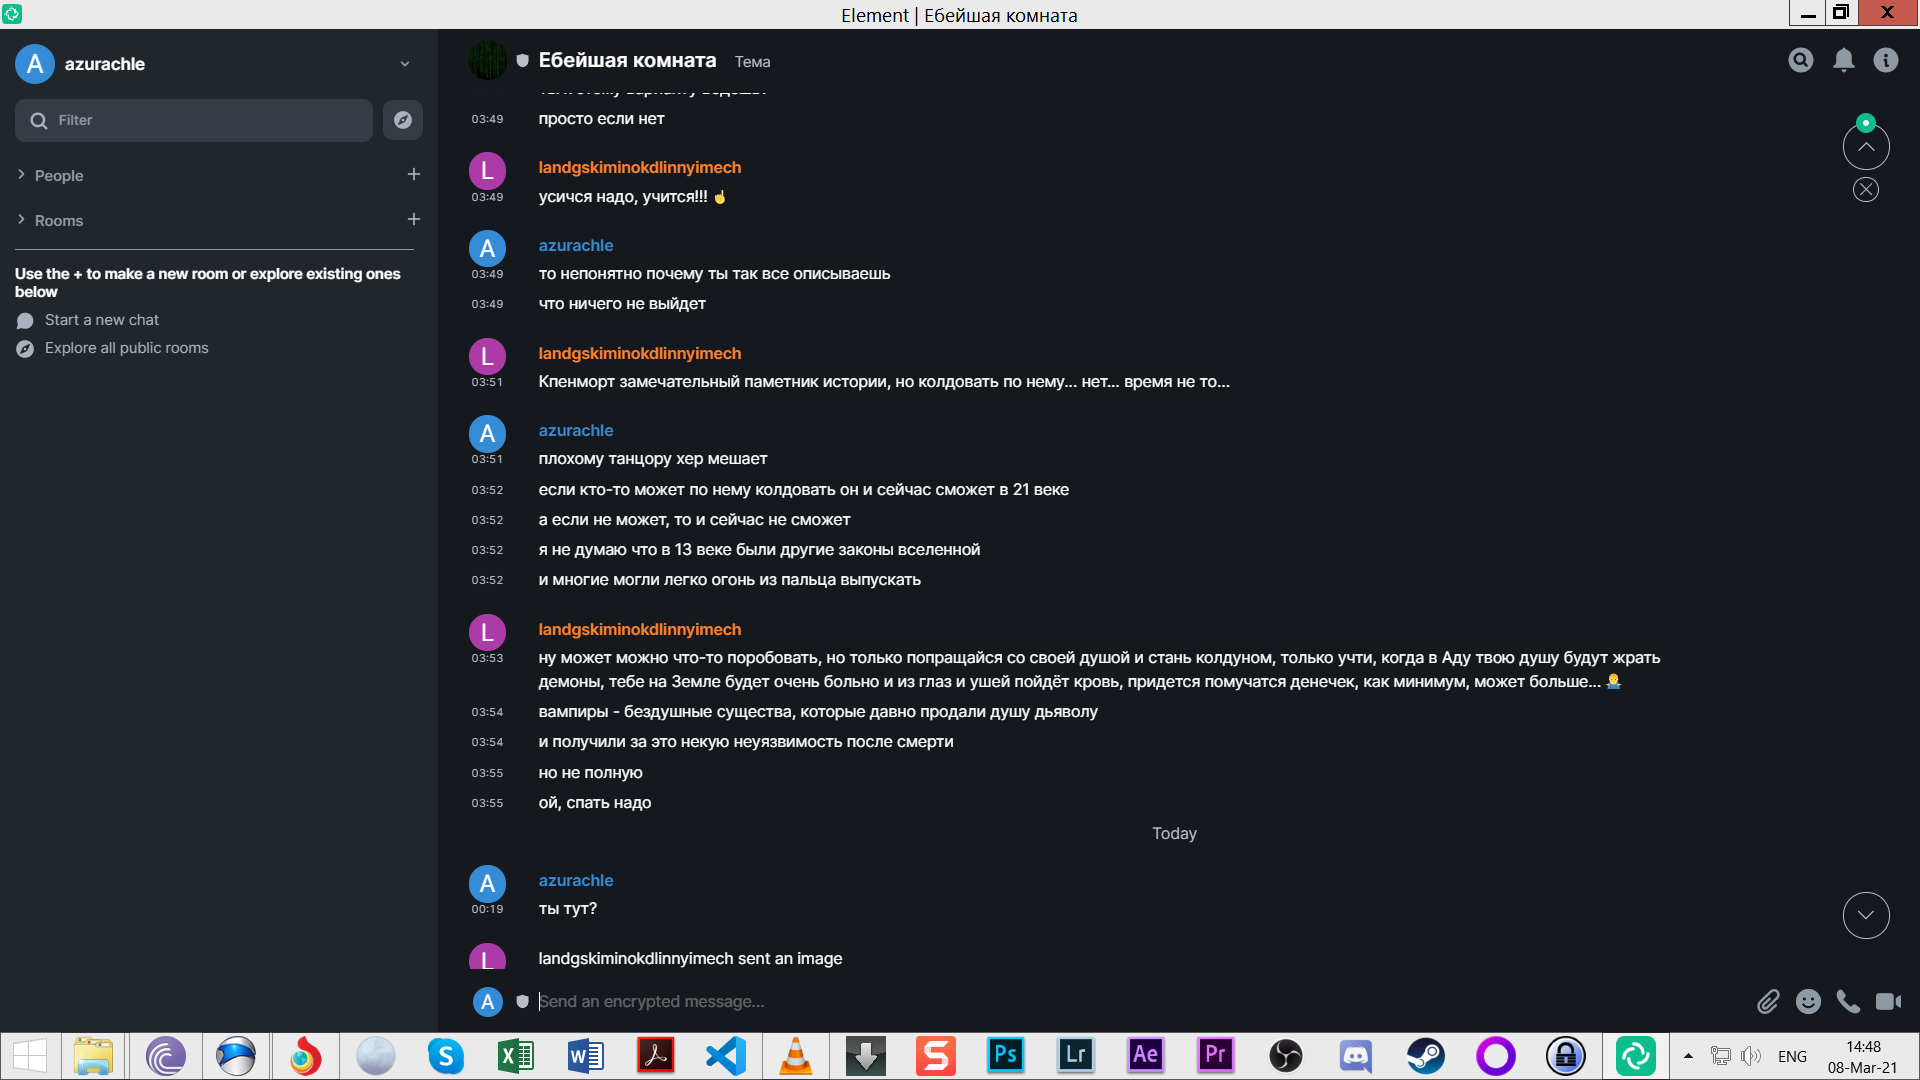 Element | Ебейшая комната
A azurachle
Filter
People
Rooms
Use the + to make a new room or explore existing ones
below
Start a new chat
Explore all public rooms
Ебейшая комната Тема
03:49 просто если нет
L landgskiminokdlinnyimech
03:49 усичся надо, учится!!! ☝
A azurachle
03:49 то непонятно почему ты так все описываешь
03:49 что ничего не выйдет
L landgskiminokdlinnyimech
03:51 Кпенморт замечательный паметник истории, но колдовать по нему... нет... время не то...
A azurachle
03:51 плохому танцору хер мешает
03:52 если кто-то может по нему колдовать он и сейчас сможет в 21 веке
03:52 а если не может, то и сейчас не сможет
03:52 я не думаю что в 13 веке были другие законы вселенной
03:52 и многие могли легко огонь из пальца выпускать
L landgskiminokdlinnyimech
03:53 ну может можно что-то поробовать, но только попращайся со своей душой и стань колдуном, только учти, когда в Аду твою душу будут жрать
демоны, тебе на Земле будет очень больно и из глаз и ушей пойдёт кровь, придется помучатся денечек, как минимум, может больше...
03:54 вампиры - бездушные существа, которые давно продали душу дьяволу
03:54 и получили за это некую неуязвимость после смерти
03:55 но не полную
03:55 ой, спать надо
Today
A azurachle
00:19 ты тут?
L landgskiminokdlinnyimech sent an image
A Send an encrypted message...
S X W S Ps Lr Ae Pr ENG 14:48
08-Mar-21